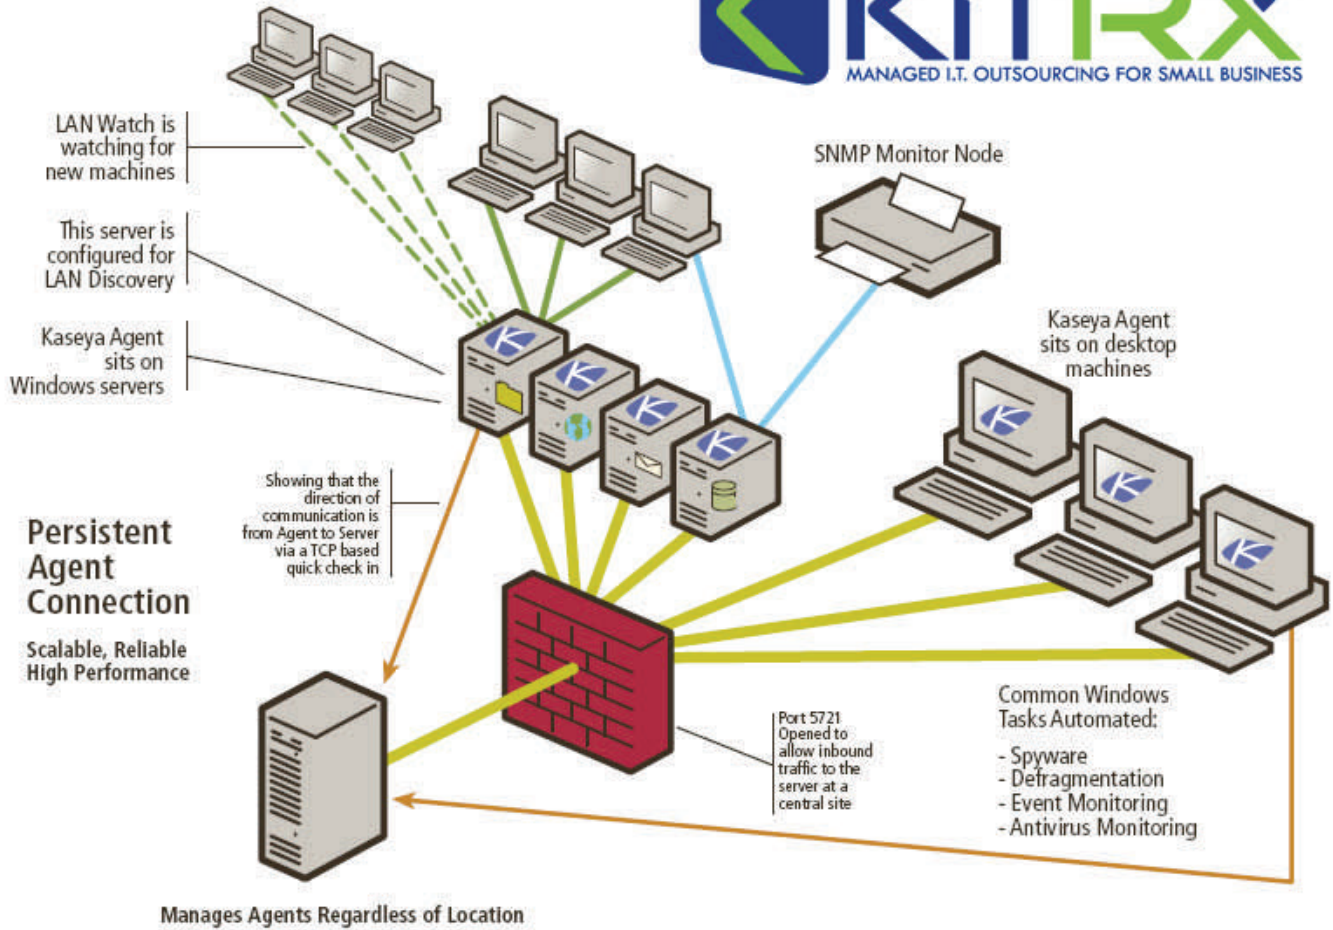 KiTRX
MANAGED I.T. OUTSOURCING FOR SMALL BUSINESS
LAN Watch is
watching for
new machines
This server is
configured for
LAN Discovery
Kaseya Agent
sits on
Windows servers
SNMP Monitor Node
Kaseya Agent
sits on desktop
machines
Showing that the
direction of
communication is
from Agent to Server
via a TCP based
quick check in
Persistent
Agent
Connection
Scalable, Reliable
High Performance
Port 5721
Opened to
allow inbound
traffic to the
server at a
central site
Common Windows
Tasks Automated:
- Spyware
- Defragmentation
- Event Monitoring
- Antivirus Monitoring
Manages Agents Regardless of Location